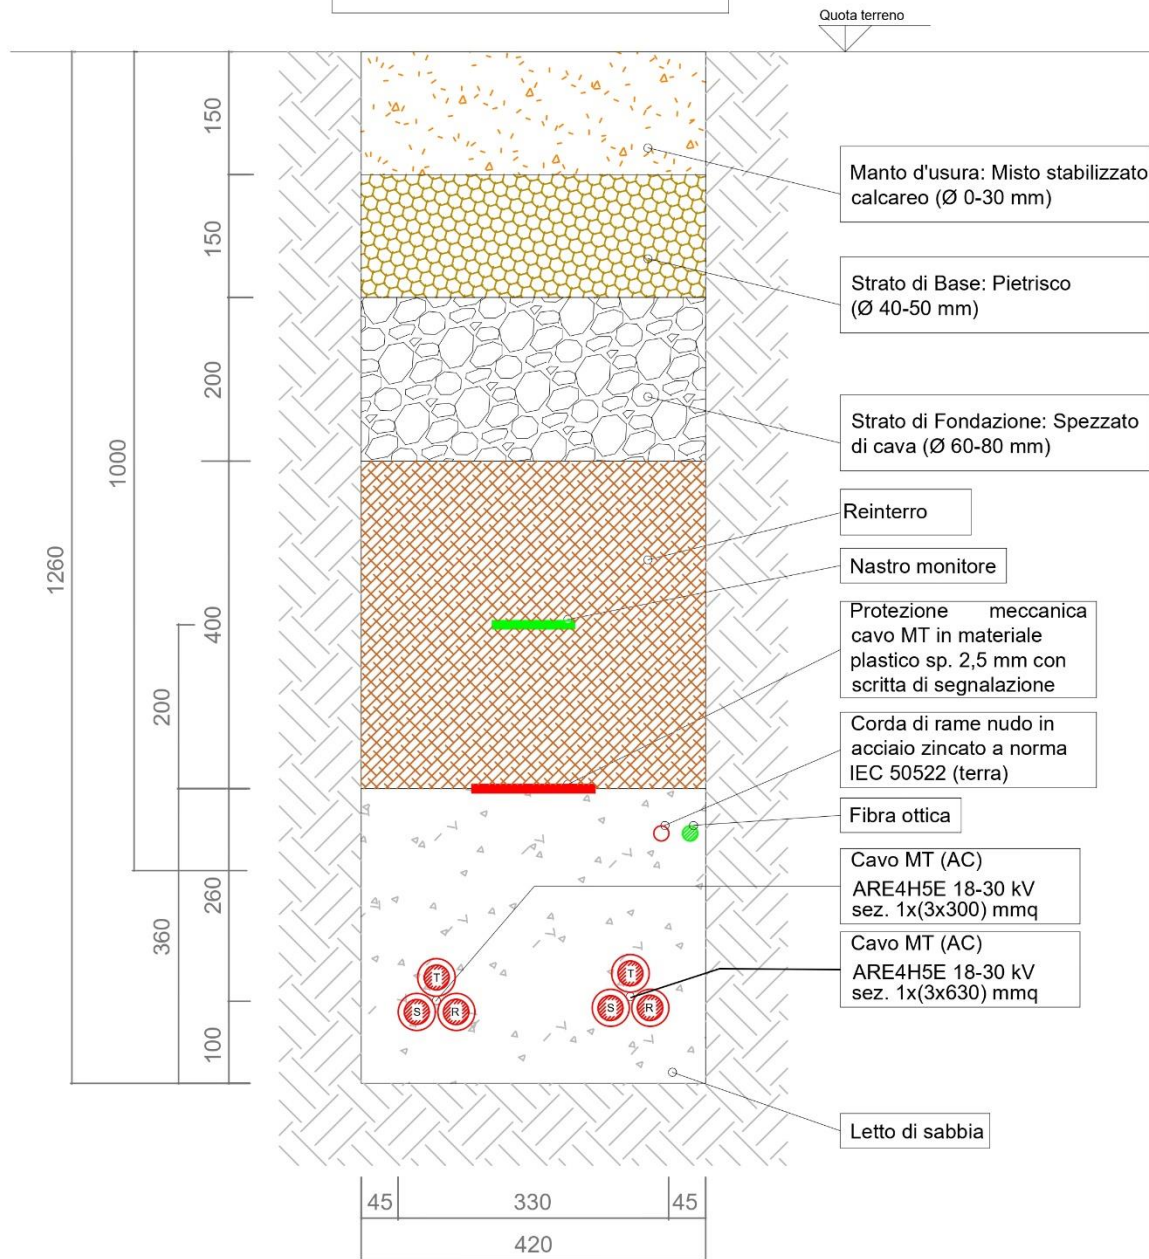 Quota terreno
150
Manto d'usura: Misto stabilizzato
calcareo (Ø 0-30 mm)
150
Strato di Base: Pietrisco
(Ø 40-50 mm)
200
Strato di Fondazione: Spezzato
di cava (Ø 60-80 mm)
1000
Reinterro
1260
Nastro monitore
400
Protezione meccanica
cavo MT in materiale
plastico sp. 2,5 mm con
scritta di segnalazione
200
Corda di rame nudo in
acciaio zincato a norma
IEC 50522 (terra)
Fibra ottica
260
Cavo MT (AC)
ARE4H5E 18-30 kV
sez. 1x(3x300) mmq
360
Cavo MT (AC)
ARE4H5E 18-30 kV
sez. 1x(3x630) mmq
T
T
S R
S R
100
Letto di sabbia
45 330 45
420